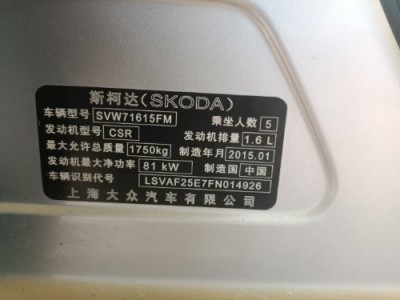 斯柯达(SKODA)
车辆型号 SVW71615FM 乘坐人数 5
发动机型号 CSR 发动机排量 1.6 L
最大允许总质量 1750kg 制造年月 2015.01
发动机最大净功率 81 kW 制造国 中国
车辆识别代号 LSVAF25E7FN014926
上海大众汽车有限公司